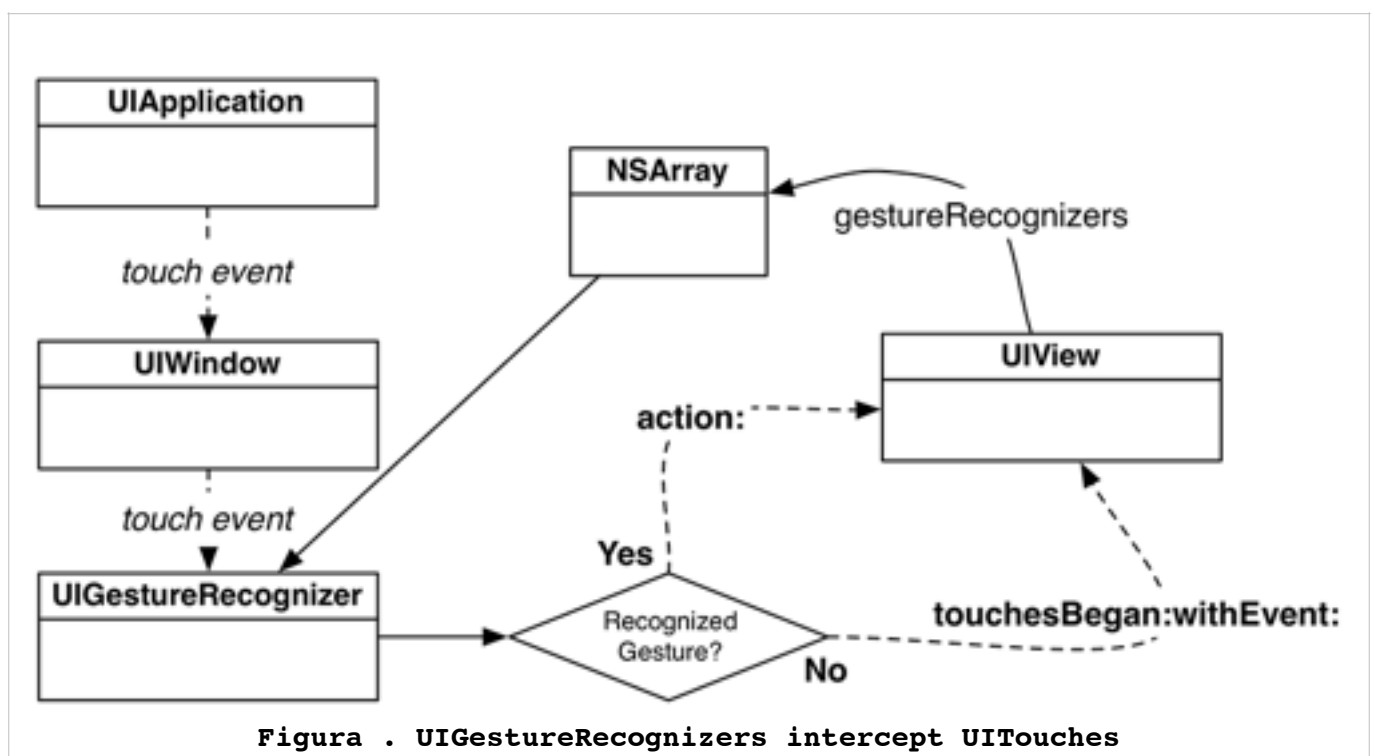 UIApplication
touch event
UIWindow
touch event
UIGestureRecognizer
NSArray
gestureRecognizers
UIView
action:
Yes
Recognized
Gesture?
No
touchesBegan:withEvent:
Figura . UIGestureRecognizers intercept UITouches